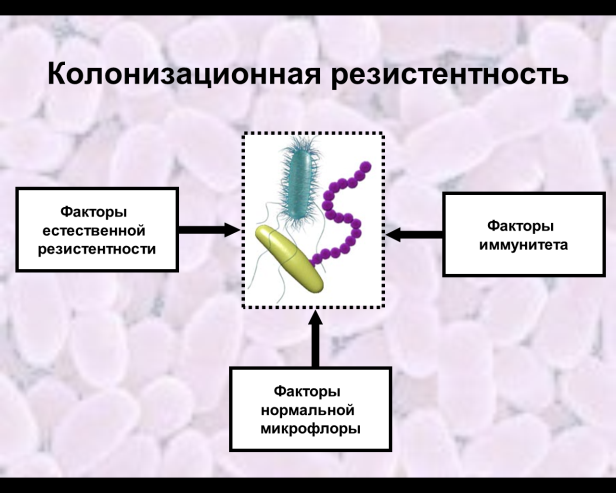 Колонизационная резистентность
Факторы
естественной
резистентности
Факторы
иммунитета
Факторы
нормальной
микрофлоры